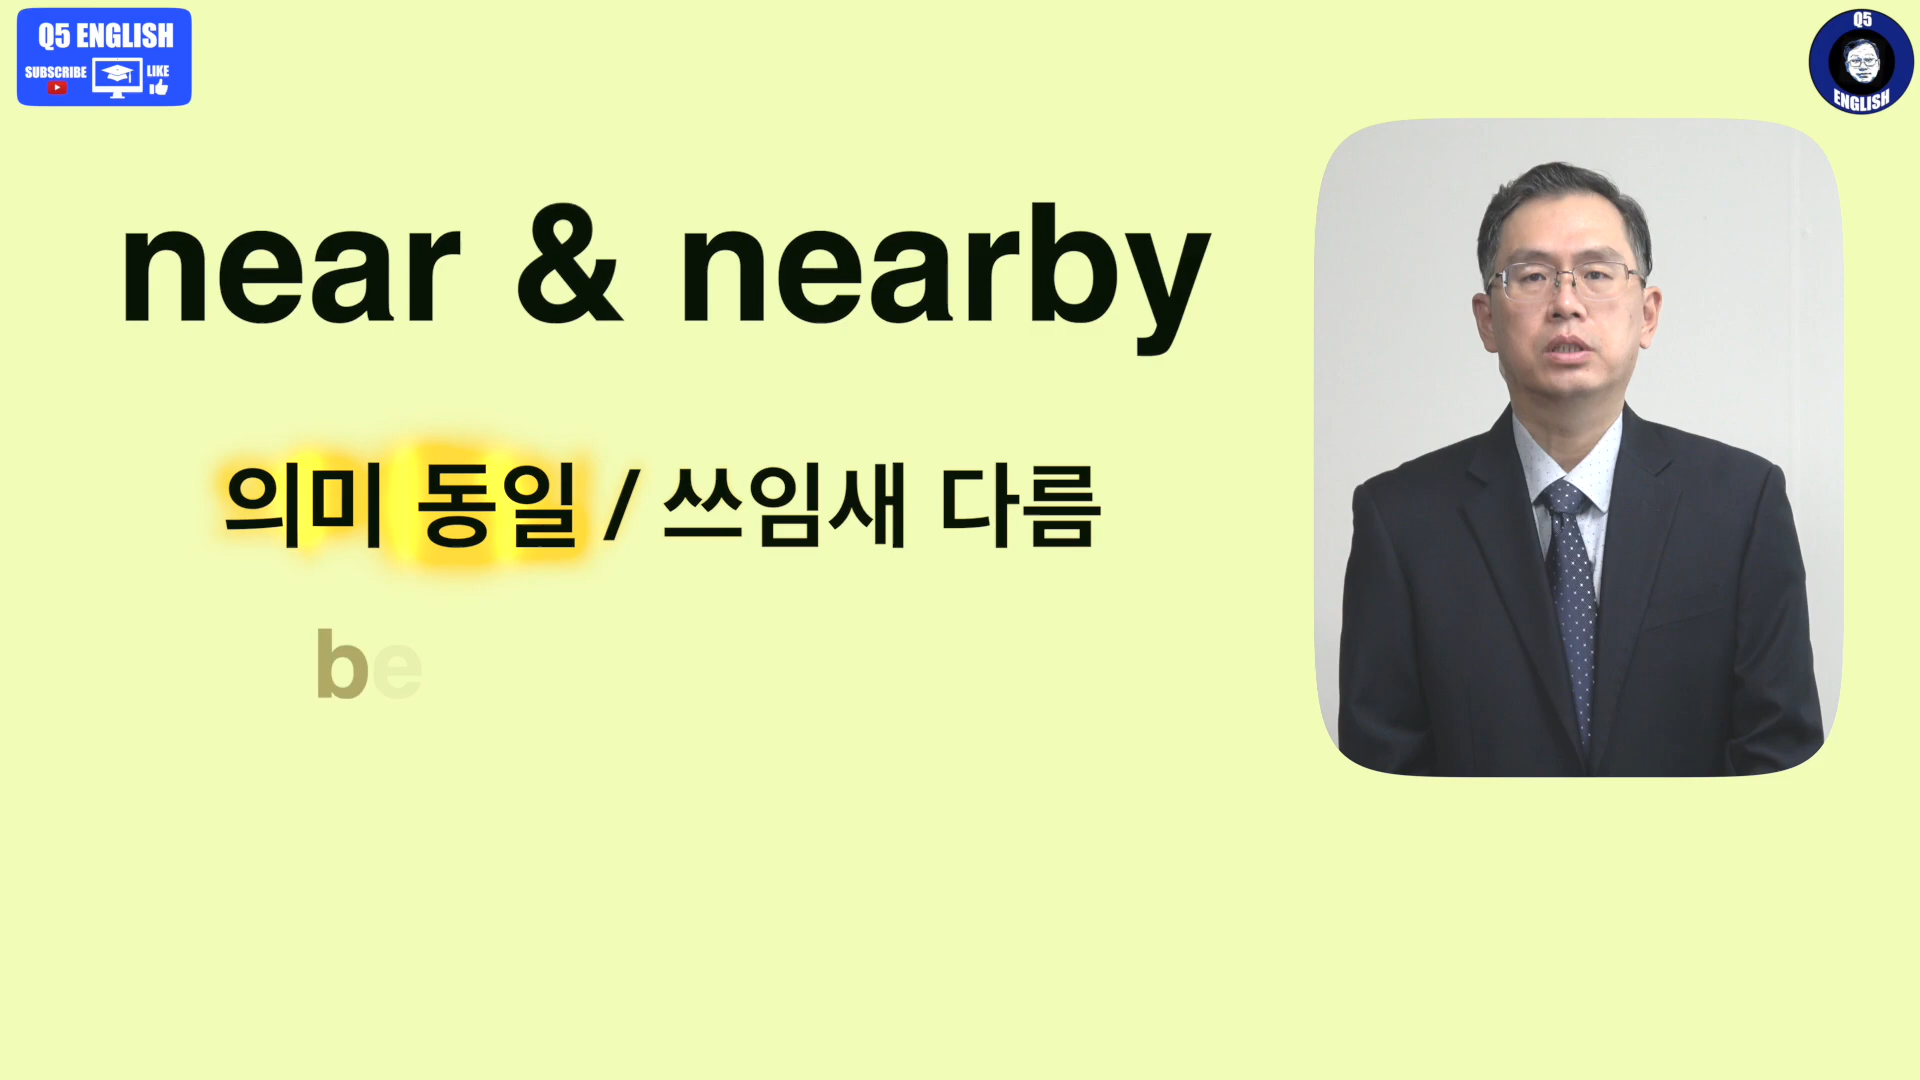 Q5 ENGLISH
SUBSCRIBE
LIKE
Q5
ENGLISH
near & nearby
의미 동일 / 쓰임새 다름
be